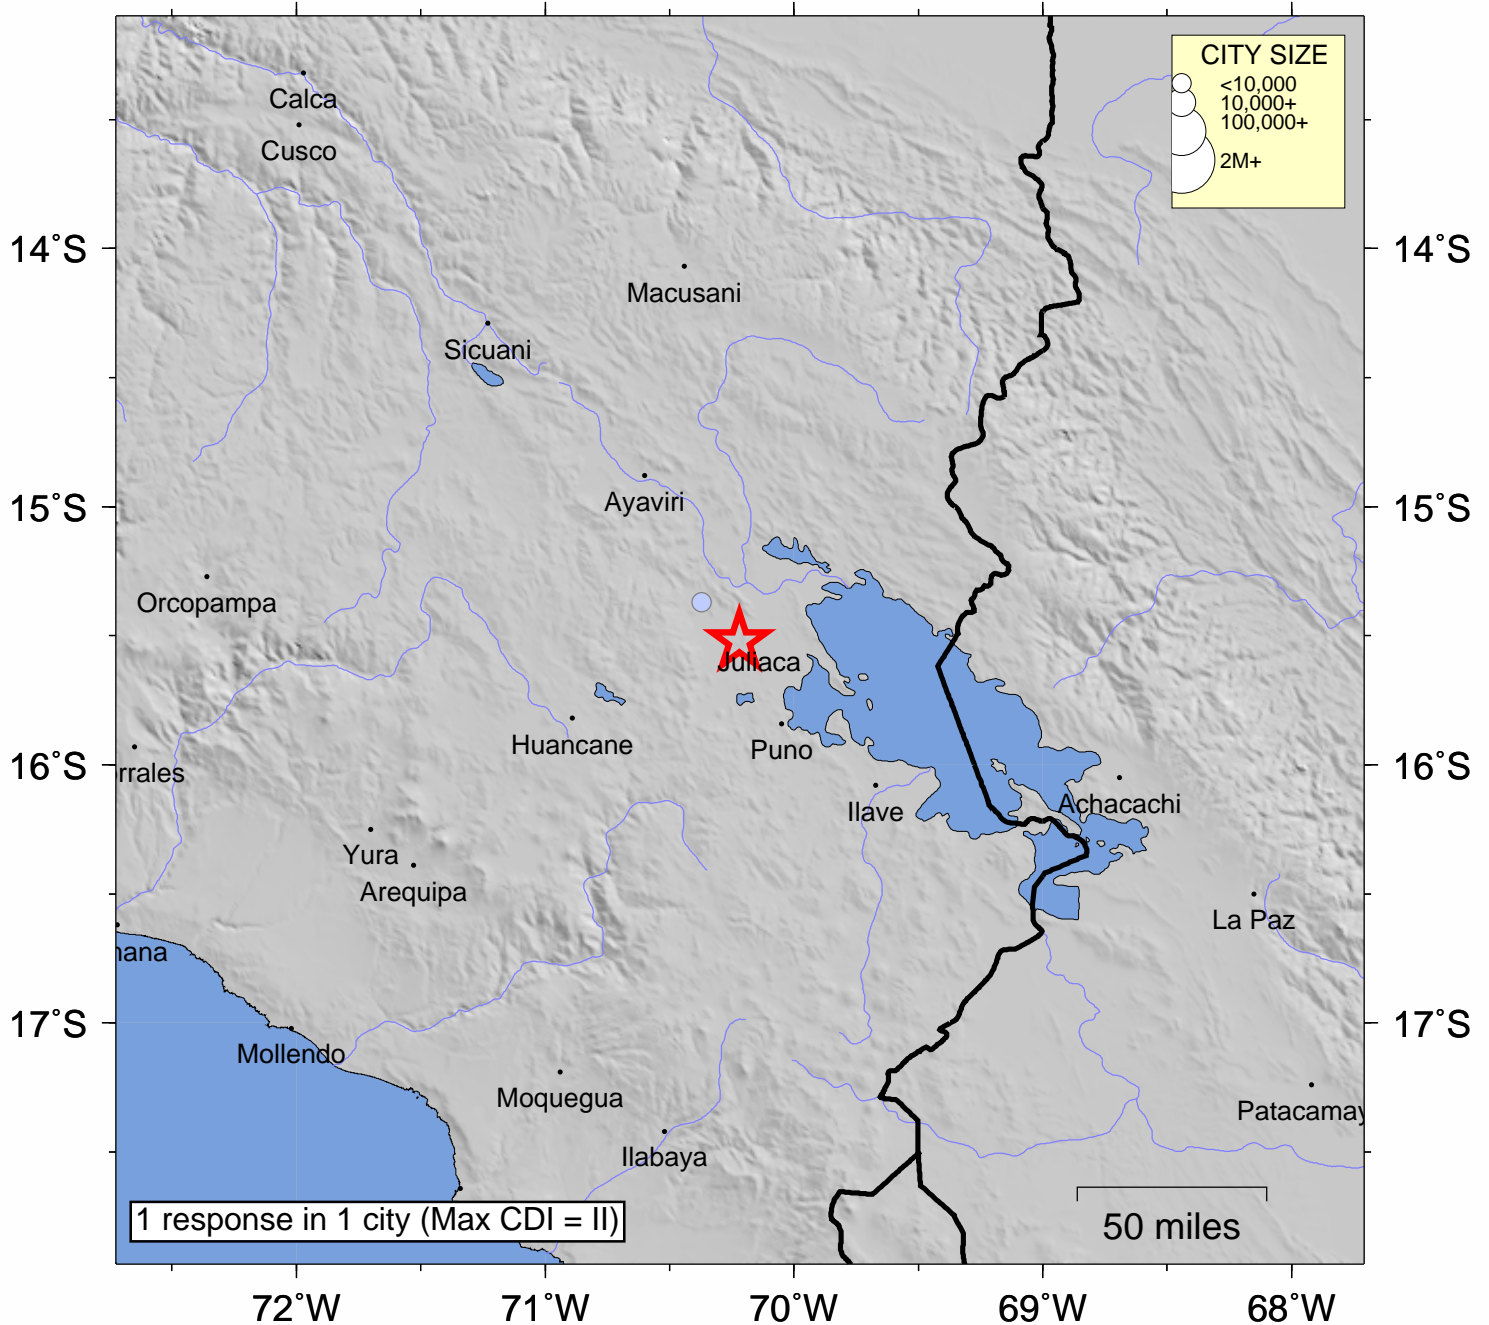 CITY SIZE
<10,000
10,000+
100,000+
2M+
Calca
Cusco
14°S
14°S
Macusani
Sicuani
Ayaviri
15°S
15°S
Orcopampa
Juliaca
Huancane
Puno
16°S
16°S
rrales
Ilave
Achacachi
Yura
Arequipa
La Paz
nana
17°S
17°S
Mollendo
Moquegua
Patacamay
Ilabaya
1 response in 1 city (Max CDI = II)
50 miles
72°W
71°W
70°W
69°W
68°W